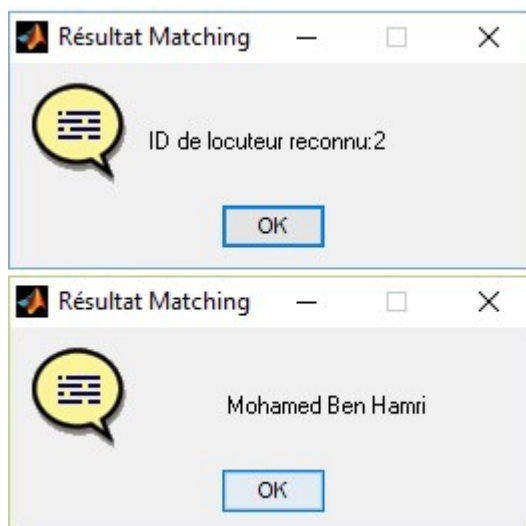 Résultat Matching
ID de locuteur reconnu:2
OK
Résultat Matching
Mohamed Ben Hamri
OK